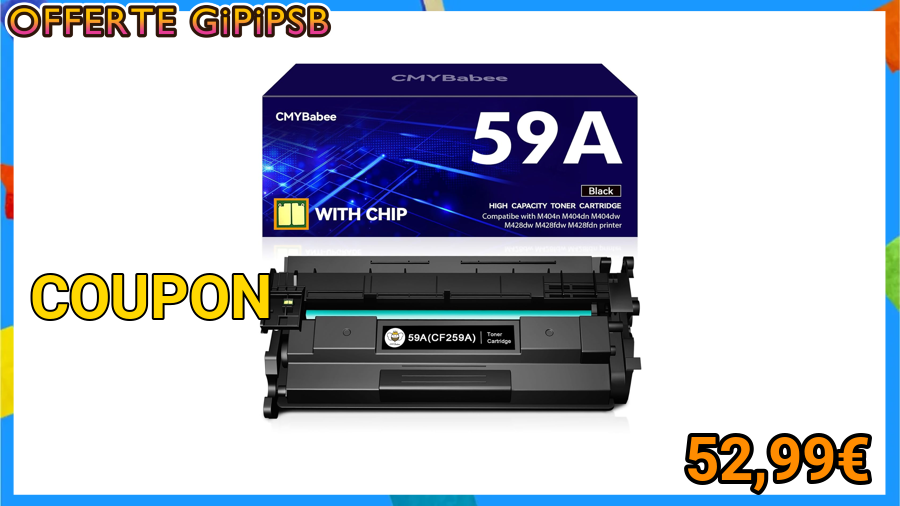 OFFERTE GiPiPSB
CMYBabee
CMYBabee
59A
Black
HIGH CAPACITY TONER CARTRIDGE
Compatibe with M404n M404dn M404dw
M428dw M428fdw M428fdn printer
WITH CHIP
COUPON
59A(CF259A)
Toner
Cartridge
52,99€